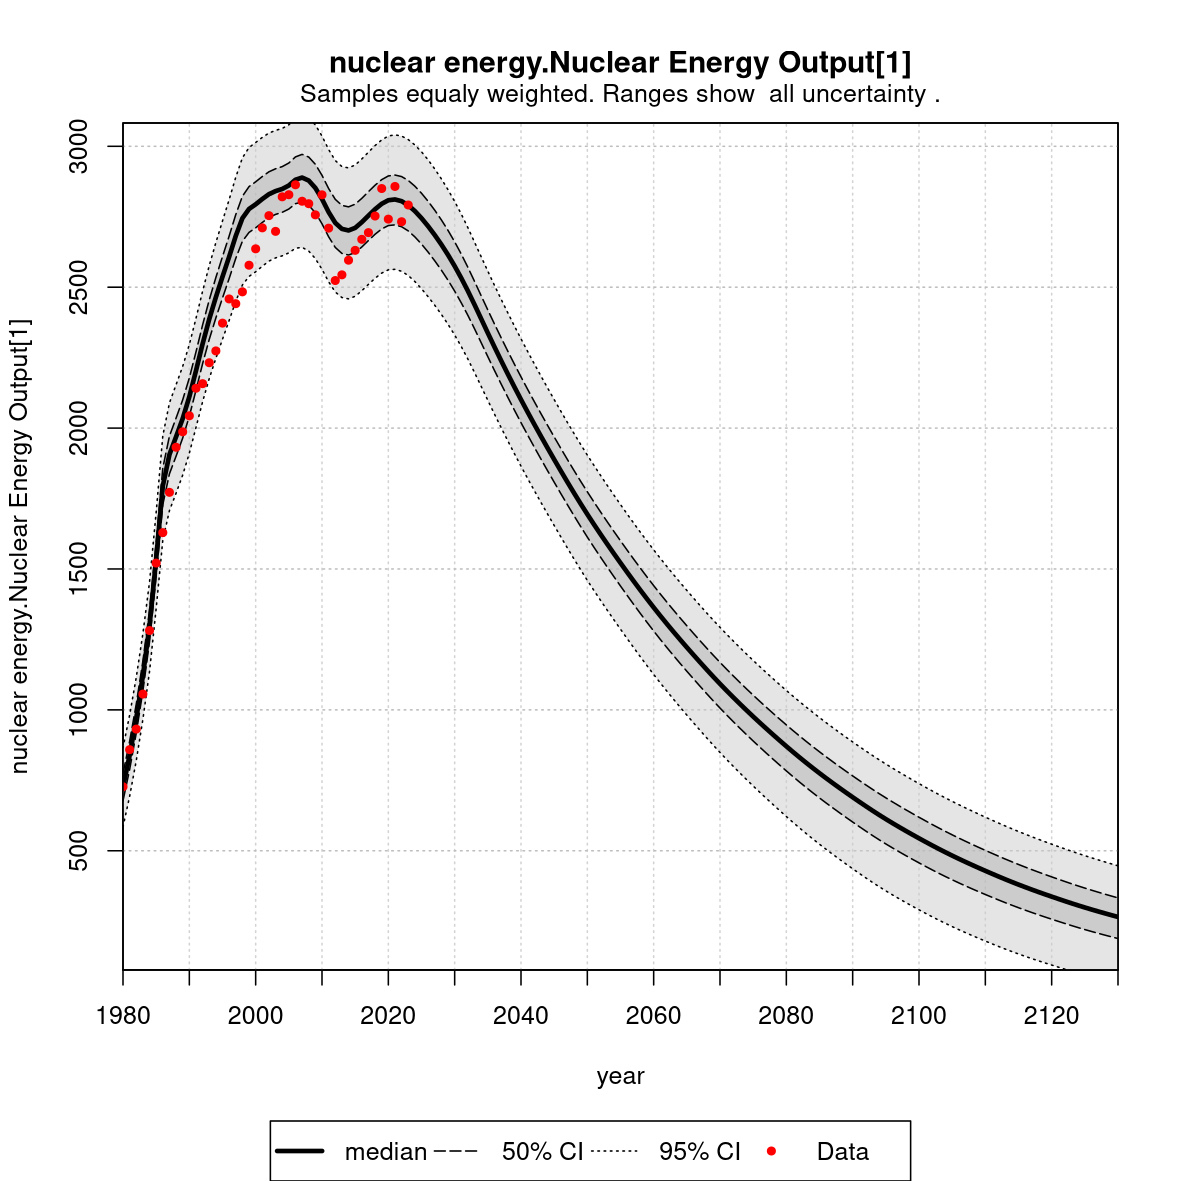 nuclear energy.Nuclear Energy Output[1]
Samples equaly weighted. Ranges show  all uncertainty .
nuclear energy.Nuclear Energy Output[1]
3000
2500
2000
1500
1000
500
1980 2000 2020 2040 2060 2080 2100 2120
year
median 50% CI 95% CI Data